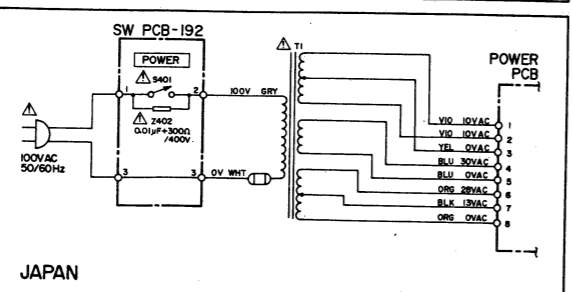 SW PCB-192
POWER
S401
1
2
Z402
0.01µF+300Ω
/400V.
100VAC
50/60Hz
3
3
100V GRY
0V WHT
T1
POWER
PCB
VIO 10VAC 1
VIO 10VAC 2
YEL 0VAC 3
BLU 30VAC 4
BLU 0VAC 5
ORG 28VAC 6
BLK 13VAC 7
ORG 0VAC 8
JAPAN